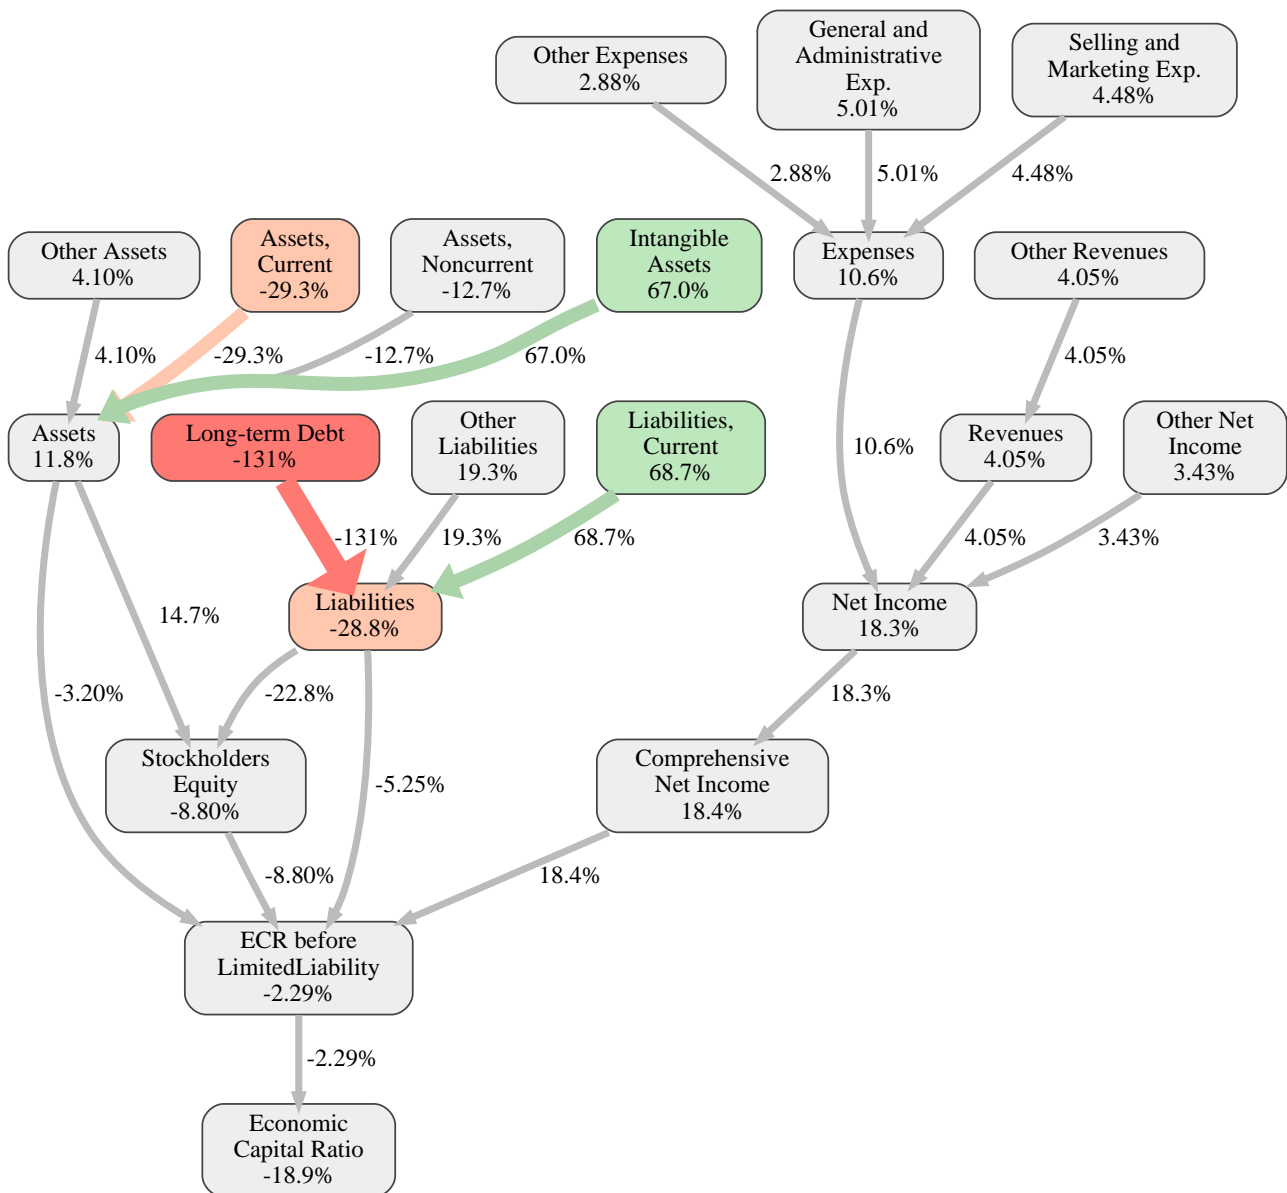 Other Expenses
2.88%
General and
Administrative
Exp.
5.01%
Selling and
Marketing Exp.
4.48%
2.88%
5.01%
4.48%
Other Assets
4.10%
Assets,
Current
-29.3%
Assets,
Noncurrent
-12.7%
Intangible
Assets
67.0%
Expenses
10.6%
Other Revenues
4.05%
4.10%
-29.3%
-12.7%
67.0%
4.05%
Assets
11.8%
Long-term Debt
-131%
Other
Liabilities
19.3%
Liabilities,
Current
68.7%
10.6%
Revenues
4.05%
Other Net
Income
3.43%
-131%
19.3%
68.7%
4.05%
3.43%
14.7%
Liabilities
-28.8%
Net Income
18.3%
-3.20%
-22.8%
18.3%
Stockholders
Equity
-8.80%
-5.25%
Comprehensive
Net Income
18.4%
-8.80%
18.4%
ECR before
LimitedLiability
-2.29%
-2.29%
Economic
Capital Ratio
-18.9%